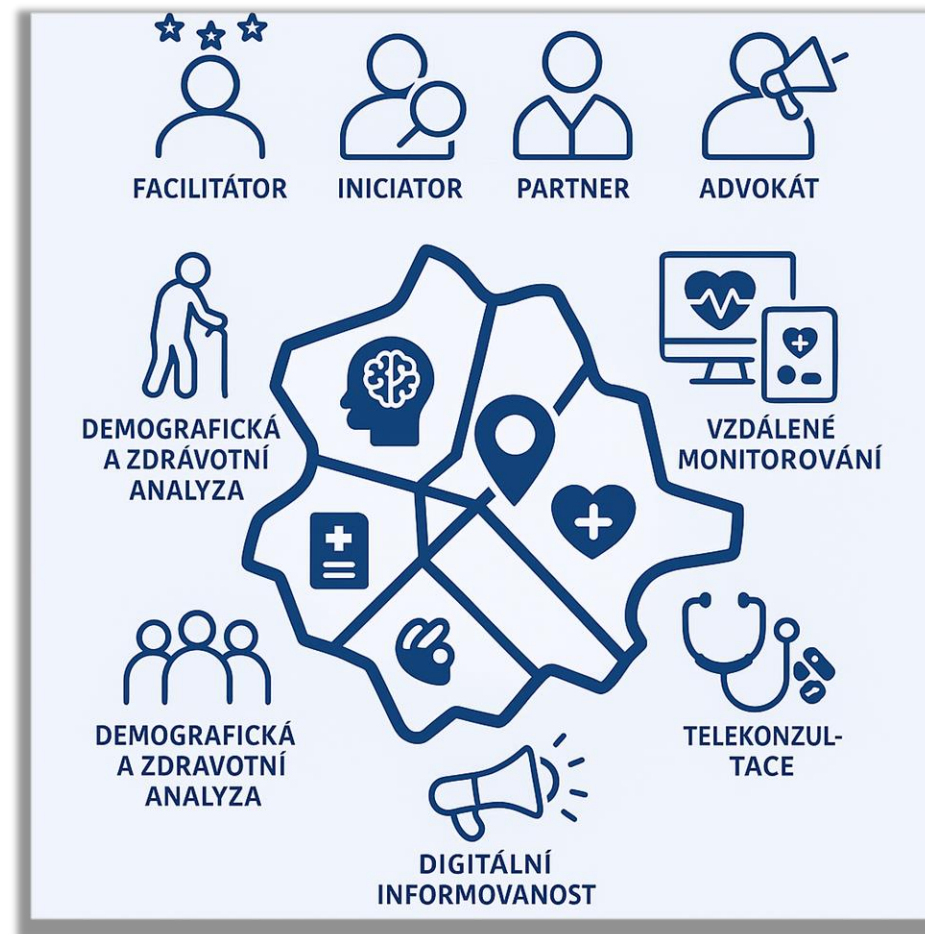 FACILITÁTOR
INICIATOR
PARTNER
ADVOKÁT
DEMOGRAFICKÁ
A ZDRÁVOTNÍ
ANALYZA
VZDÁLENÉ
MONITOROVÁNÍ
DEMOGRAFICKÁ
A ZDRAVOTNÍ
ANALYZA
TELEKONZUL-
TACE
DIGITÁLNÍ
INFORMOVANOST